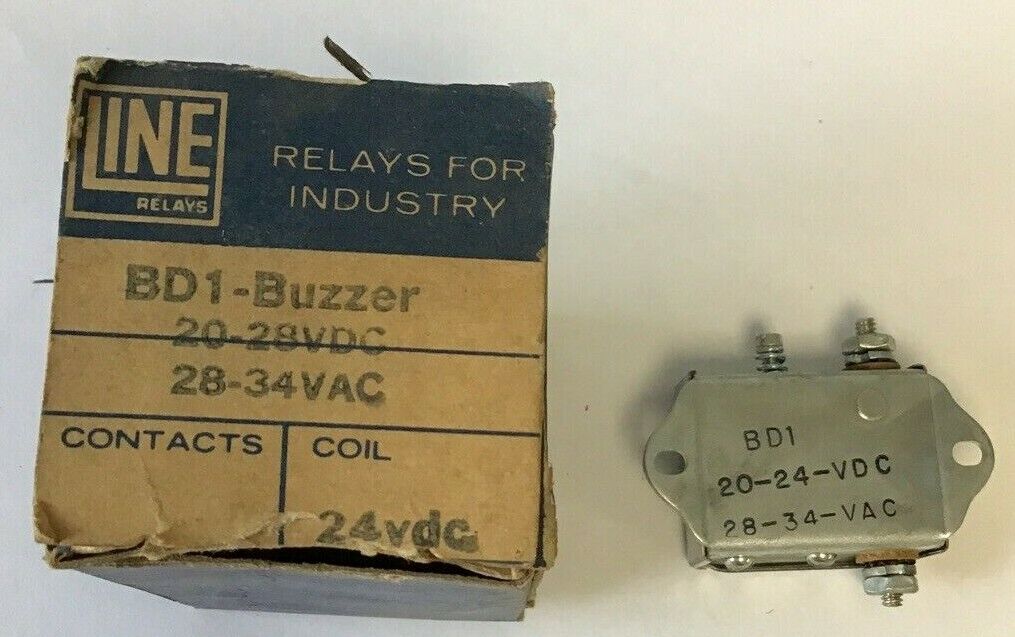 LINE
RELAYS
RELAYS FOR
INDUSTRY
BD1-Buzzer
20-28VDC
28-34VAC
CONTACTS
COIL
24vdc
BD1
20-24-VDC
28-34-VAC